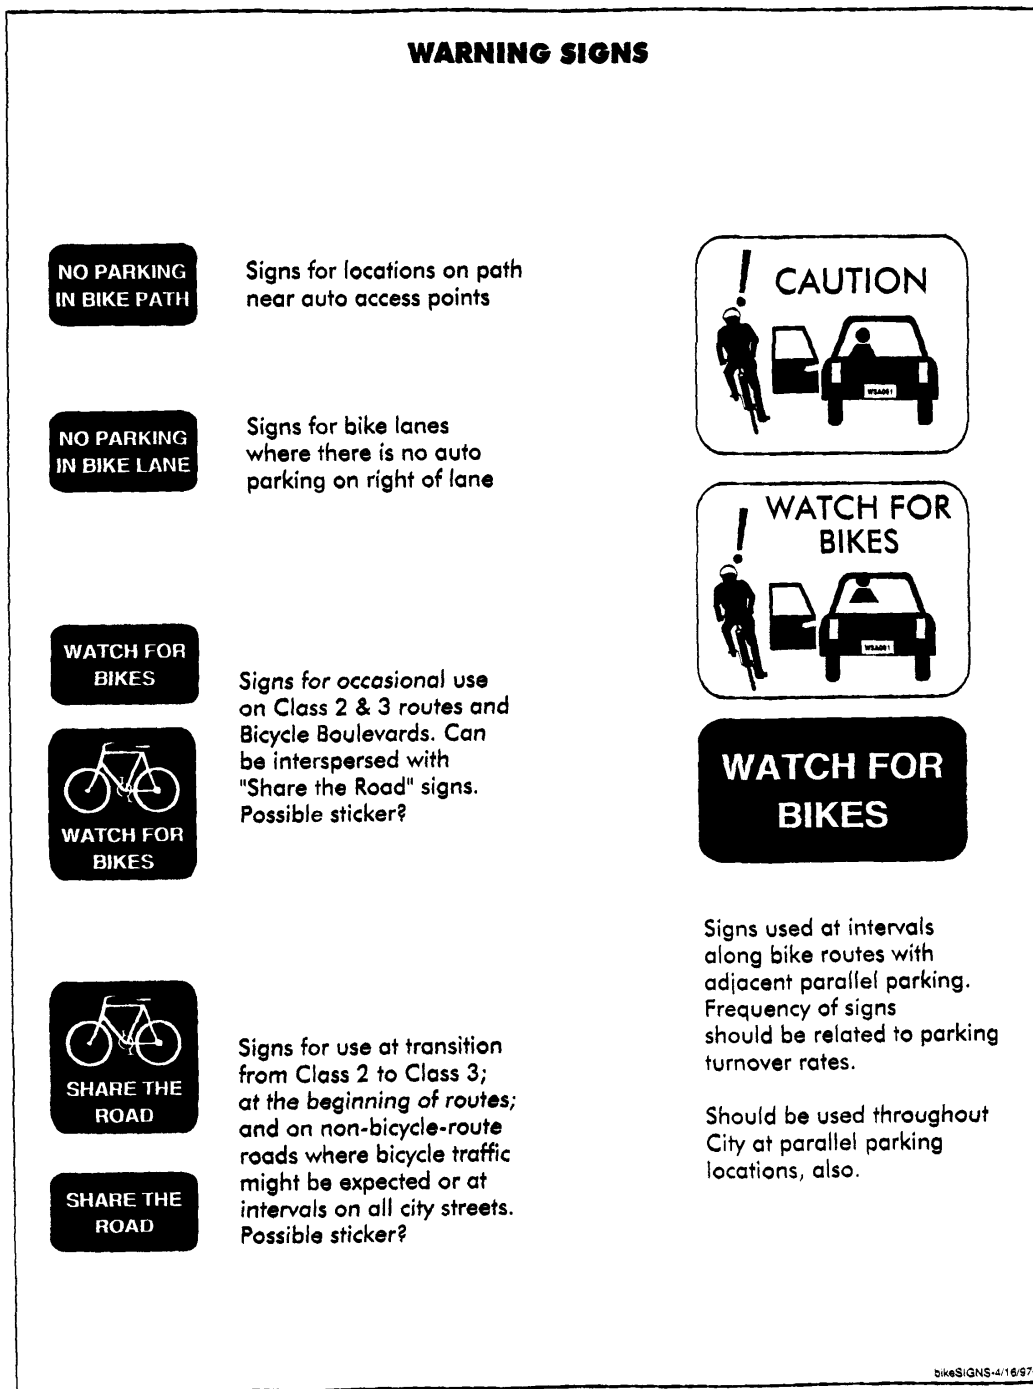 WARNING SIGNS
NO PARKING
IN BIKE PATH
Signs for locations on path
near auto access points
NO PARKING
IN BIKE LANE
Signs for bike lanes
where there is no auto
parking on right of lane
WATCH FOR
BIKES
WATCH FOR
BIKES
Signs for occasional use
on Class 2 & 3 routes and
Bicycle Boulevards. Can
be interspersed with
"Share the Road" signs.
Possible sticker?
SHARE THE
ROAD
SHARE THE
ROAD
Signs for use at transition
from Class 2 to Class 3;
at the beginning of routes;
and on non-bicycle-route
roads where bicycle traffic
might be expected or at
intervals on all city streets.
Possible sticker?
!
CAUTION
WSA061
!
WATCH FOR
BIKES
WSA061
WATCH FOR
BIKES
Signs used at intervals
along bike routes with
adjacent parallel parking.
Frequency of signs
should be related to parking
turnover rates.
Should be used throughout
City at parallel parking
locations, also.
bikeSIGNS-4/16/97